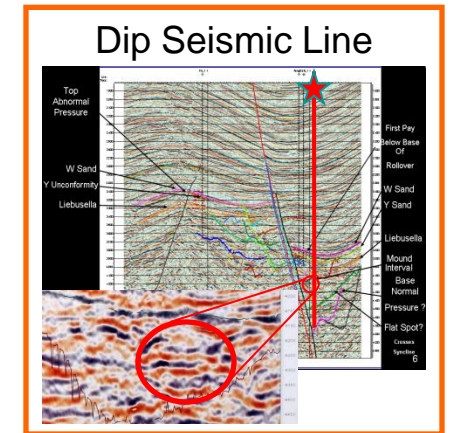 Dip Seismic Line
Top
Abnormal
Pressure
W Sand
Y Unconformity
Liebusella
First Pay
Below Base
Of
Rollover
W Sand
Y Sand
Liebusella
Mound
Interval
Base
Normal
Pressure ?
Flat Spot?
Crosses
Syncline
6